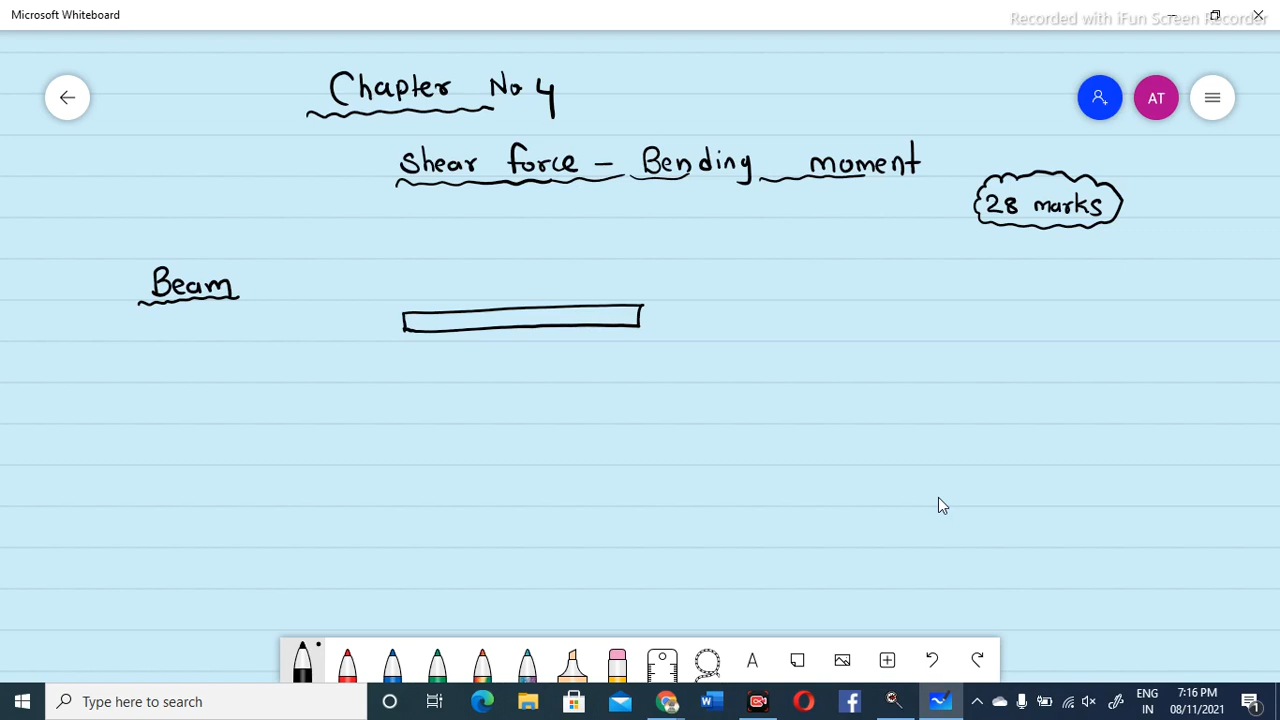 Microsoft Whiteboard
Recorded with iFun Screen Recorder
Chapter No 4
AT
Shear force – Bending moment
28 marks
Beam
A
Type here to search
W
ENG
IN
7:16 PM
08/11/2021
1